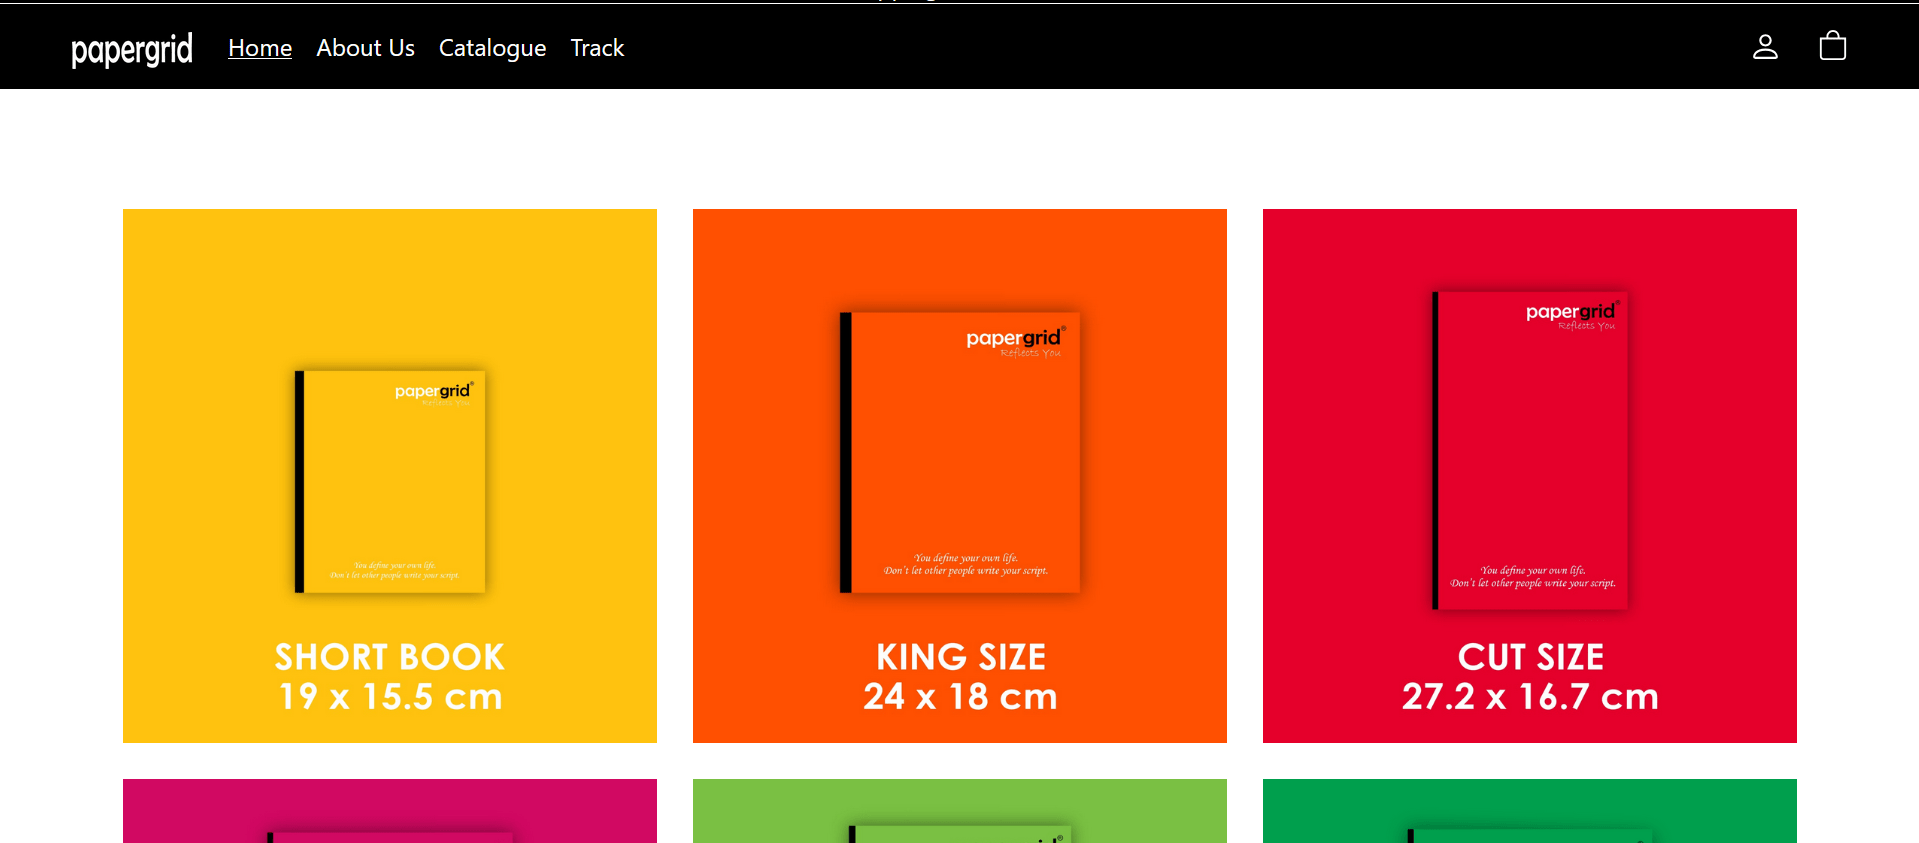 papergrid Home About Us Catalogue Track
papergrid®
Reflects You
You define your own life.
Don't let other people write your script.
SHORT BOOK
19 x 15.5 cm
papergrid®
Reflects You
You define your own life.
Don't let other people write your script.
KING SIZE
24 x 18 cm
papergrid®
Reflects You
You define your own life.
Don't let other people write your script.
CUT SIZE
27.2 x 16.7 cm